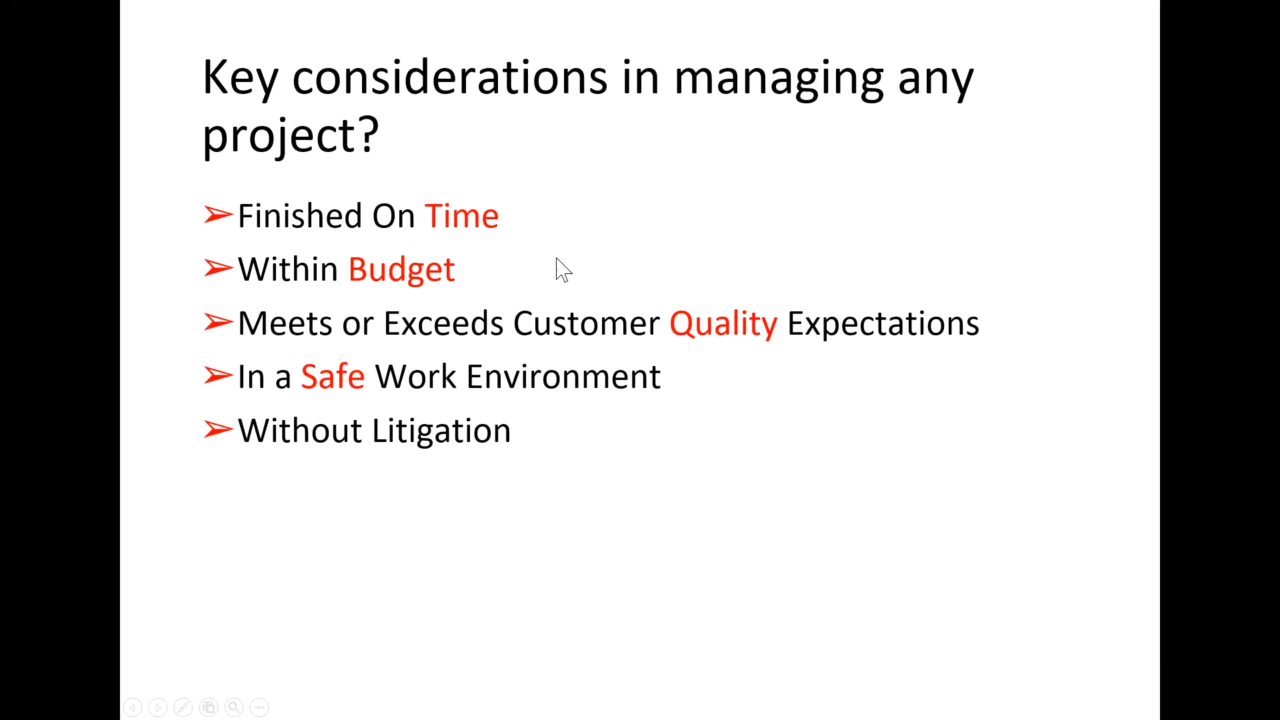 Key considerations in managing any
project?
➢Finished On Time
➢Within Budget
➢Meets or Exceeds Customer Quality Expectations
➢In a Safe Work Environment
➢Without Litigation